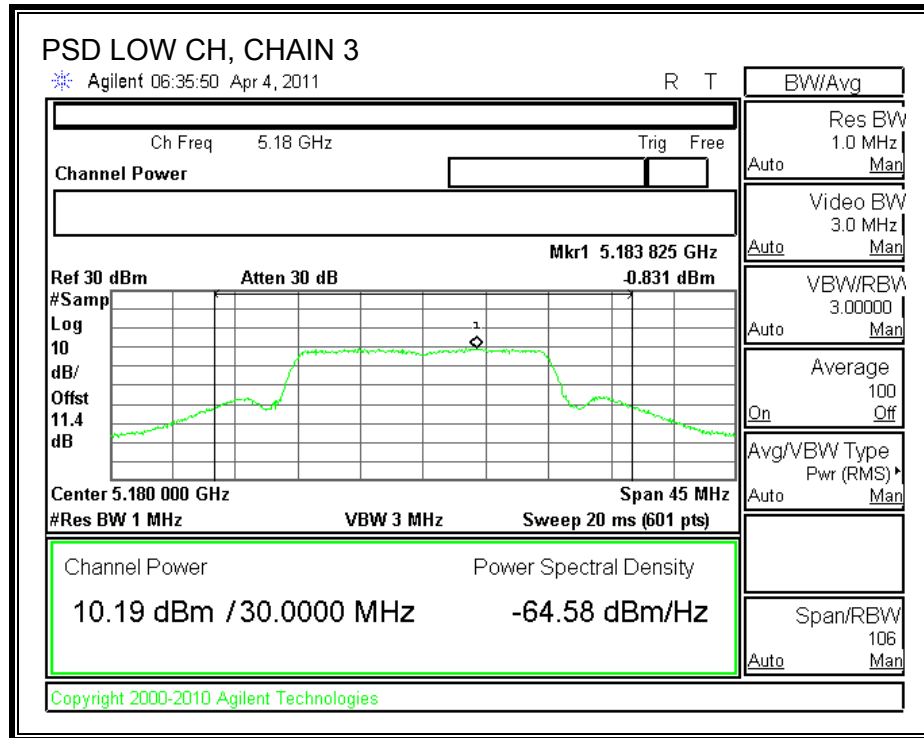 PSD LOW CH, CHAIN 3
Agilent 06:35:50 Apr 4, 2011 R T
BW/Avg
Ch Freq 5.18 GHz Trig Free
Channel Power
Res BW
1.0 MHz
Auto Man
Video BW
3.0 MHz
Auto Man
Mkr1 5.183 825 GHz
Ref 30 dBm Atten 30 dB -0.831 dBm
#Samp
Log
10
dB/
Offst
11.4
dB
1
VBW/RBW
3.00000
Auto Man
Average
100
On Off
Avg/VBW Type
Pwr (RMS)
Auto Man
Center 5.180 000 GHz Span 45 MHz
#Res BW 1 MHz VBW 3 MHz Sweep 20 ms (601 pts)
Channel Power Power Spectral Density
10.19 dBm / 30.0000 MHz -64.58 dBm/Hz
Span/RBW
106
Auto Man
Copyright 2000-2010 Agilent Technologies